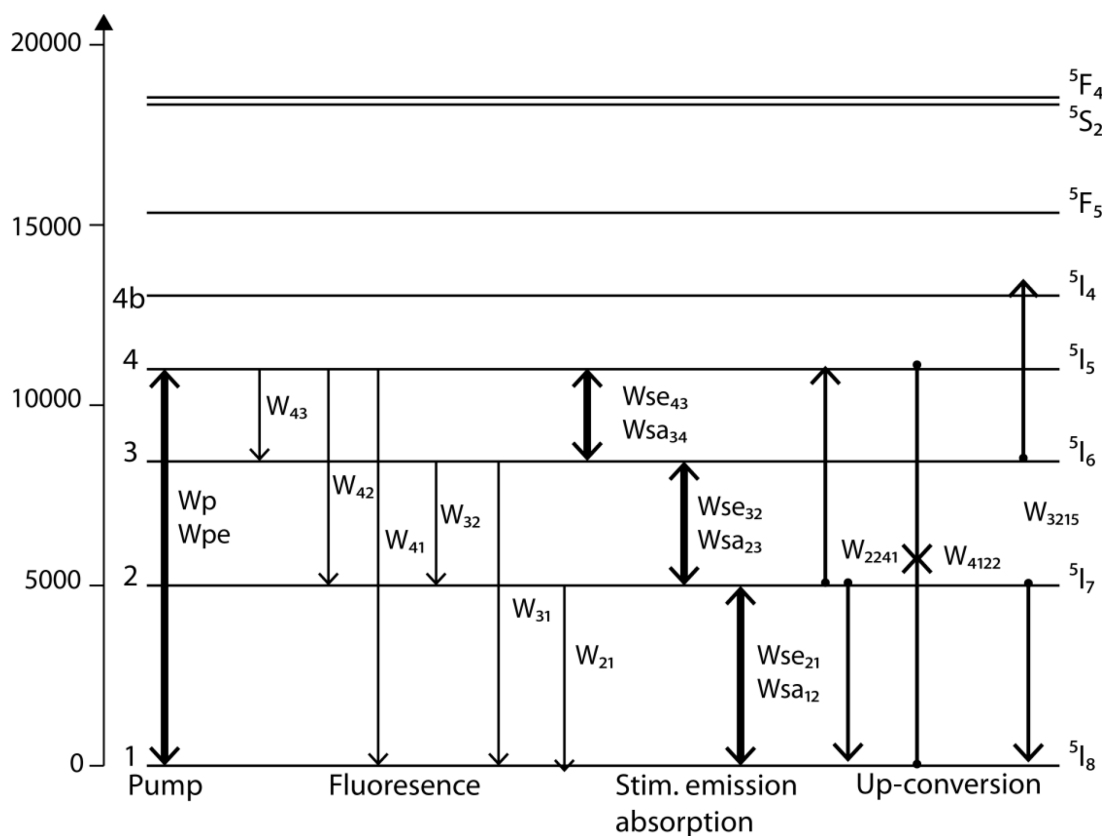 20000
⁵F₄
⁵S₂
⁵F₅
15000
⁵I₄
4b
⁵I₅
4
W₄₃
Wse₄₃
Wsa₃₄
10000
⁵I₆
3
W₄₂
W₃₂
W₄₁
Wp
Wpe
Wse₃₂
Wsa₂₃
W₃₂₁₅
W₂₂₄₁
W₄₁₂₂
5000
2
⁵I₇
W₃₁
W₂₁
Wse₂₁
Wsa₁₂
0
1
⁵I₈
Pump
Fluoresence
Stim. emission
absorption
Up-conversion